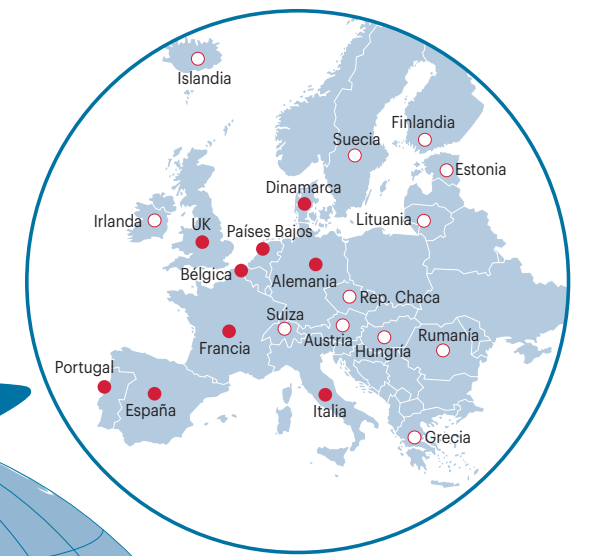 Islandia
Finlandia
Suecia
Estonia
Dinamarca
Irlanda
UK
Países Bajos
Lituania
Bélgica
Alemania
Rep. Chaca
Suiza
Austria
Hungría
Rumanía
Francia
Portugal
España
Italia
Grecia